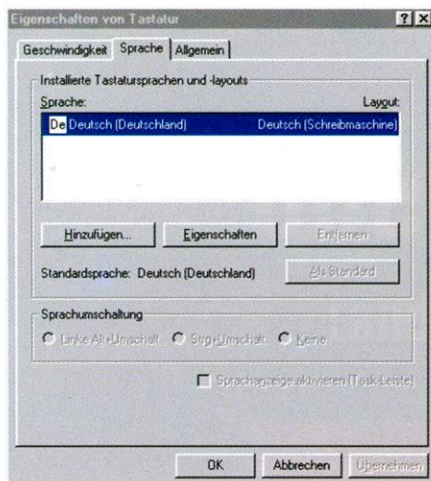 Eigenschaften von Tastatur
Geschwindigkeit Sprache Allgemein
Installierte Tastatursprachen und -layouts
Sprache: Layout:
De Deutsch (Deutschland) Deutsch (Schreibmaschine)
Hinzufügen... Eigenschaften Entfernen
Standardsprache: Deutsch (Deutschland) Als Standard
Sprachumschaltung
Linke Alt+Umschalt Strg+Umschalt Keine
Sprachanzeige aktivieren (Task-Leiste)
OK Abbrechen Übernehmen